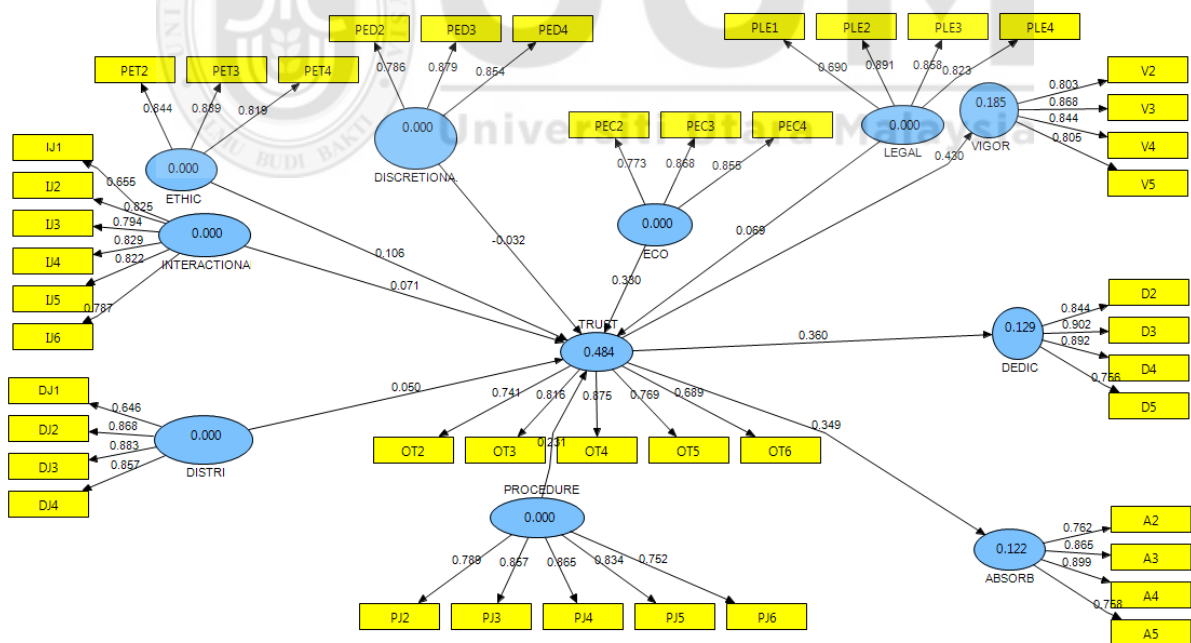 PLE1 PLE2 PLE3 PLE4
PED2 PED3 PED4
0.690 0.891 0.858 0.823
0.786 0.879 0.854
PET2 PET3 PET4
V2
0.803
V3
0.868
V4
0.844
V5
0.805
0.185
VIGOR
0.844 0.889 0.819
PEC2 PEC3 PEC4
0.000
DISCRETIONA.
0.000
LEGAL
0.430
Universiti Utara Malaysia
BUDI BAKTI
0.773 0.868 0.855
0.000
ETHIC
IJ1
0.655
IJ2
0.825
IJ3
0.794
IJ4
0.829
IJ5
0.822
IJ6
0.787
0.000
INTERACTIONA
0.000
ECO
0.106
0.071
-0.032
0.330
0.069
TRUST
0.484
0.360
0.129
DEDIC
D2
0.844
D3
0.902
D4
0.892
D5
0.756
DJ1
0.646
DJ2
0.868
DJ3
0.883
DJ4
0.857
0.000
DISTRI
0.050
0.741 0.816 0.875 0.769 0.689
0.231
0.349
OT2 OT3 OT4 OT5 OT6
PROCEDURE
0.000
0.789 0.857 0.865 0.834 0.752
PJ2 PJ3 PJ4 PJ5 PJ6
0.122
ABSORB
A2
0.762
A3
0.865
A4
0.899
A5
0.758